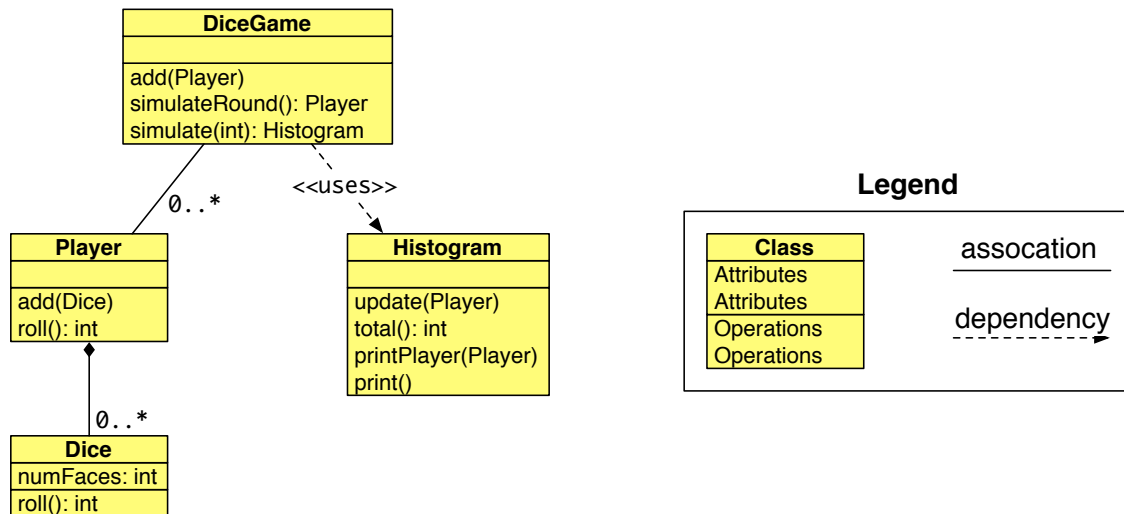 DiceGame
add(Player)
simulateRound(): Player
simulate(int): Histogram
<<uses>>
0..*
Player
add(Dice)
roll(): int
Histogram
update(Player)
total(): int
printPlayer(Player)
print()
0..*
Dice
numFaces: int
roll(): int
Legend
Class
Attributes
Attributes
Operations
Operations
assocation
dependency